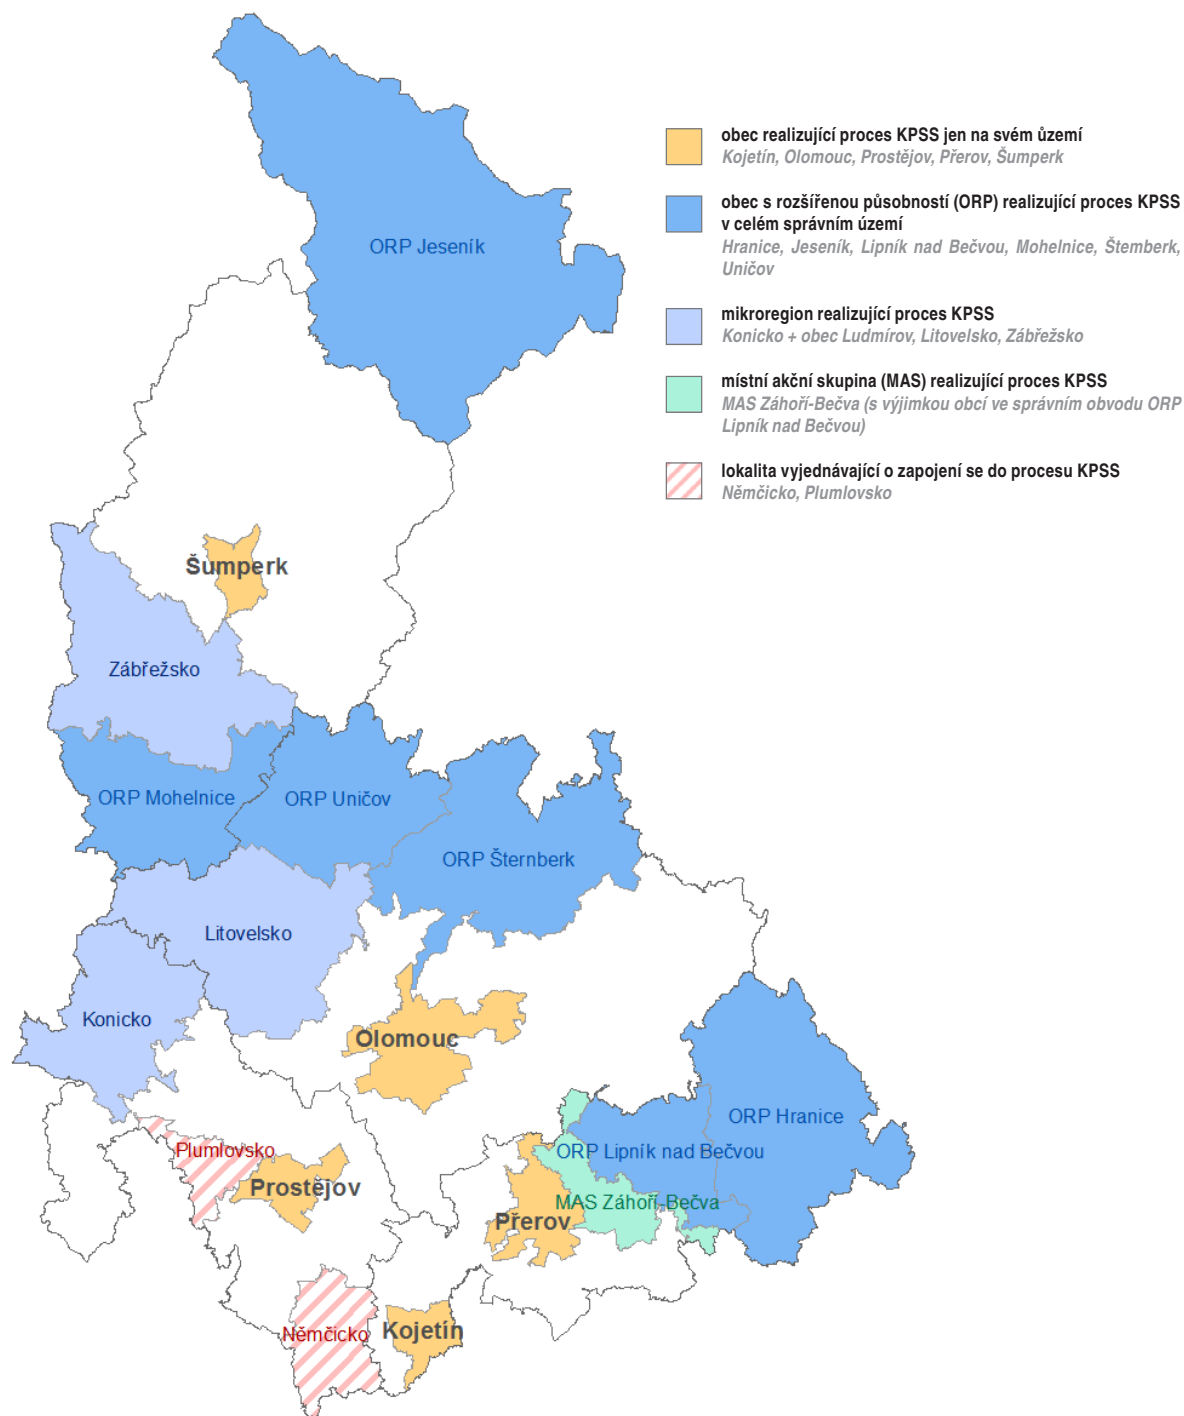 obec realizující proces KPSS jen na svém ůzemí
Kojetín, Olomouc, Prostějov, Přerov, Šumperk
obec s rozšířenou působností (ORP) realizující proces KPSS
v celém správním území
Hranice, Jeseník, Lipník nad Bečvou, Mohelnice, Štemberk,
Uničov
mikroregion realizující proces KPSS
Konicko + obec Ludmírov, Litovelsko, Zábřežsko
místní akční skupina (MAS) realizující proces KPSS
MAS Záhoří-Bečva (s výjimkou obcí ve správním obvodu ORP
Lipník nad Bečvou)
lokalita vyjednávající o zapojení se do procesu KPSS
Němčicko, Plumlovsko
ORP Jeseník
Šumperk
Zábřežsko
ORP Mohelnice
ORP Uničov
ORP Šternberk
Litovelsko
Konicko
Olomouc
ORP Hranice
Plumlovsko
ORP Lipník nad Bečvou
Prostějov
MAS Záhoří-Bečva
Přerov
Němčicko
Kojetín